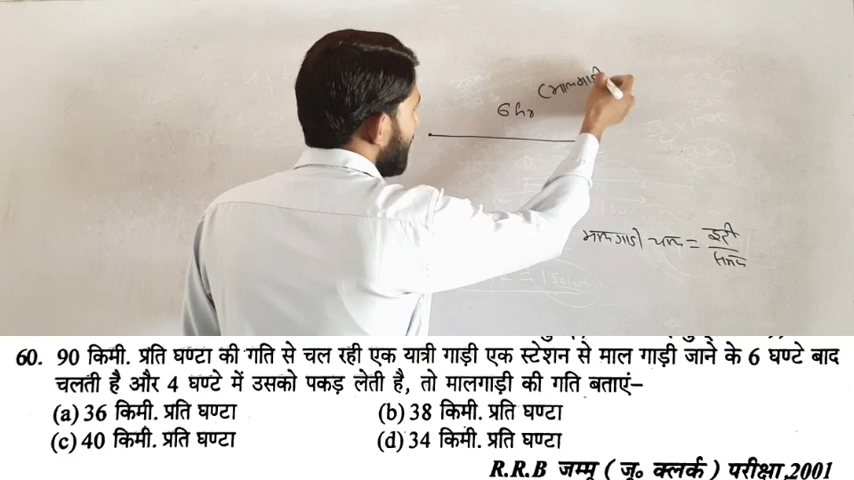 6 hr (मालगाड़ी
मालगाड़ी चाल = दूरी
समय
60. 90 किमी. प्रति घण्टा की गति से चल रही एक यात्री गाड़ी एक स्टेशन से माल गाड़ी जाने के 6 घण्टे बाद
चलती है और 4 घण्टे में उसको पकड़ लेती है, तो मालगाड़ी की गति बताएं–
(a) 36 किमी. प्रति घण्टा (b) 38 किमी. प्रति घण्टा
(c) 40 किमी. प्रति घण्टा (d) 34 किमी. प्रति घण्टा
R.R.B जम्मू ( जू० क्लर्क ) परीक्षा,2001